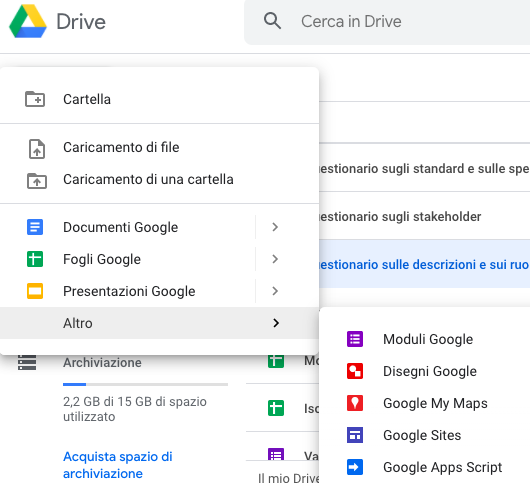 Drive
Cerca in Drive
Cartella
Caricamento di file
Caricamento di una cartella
Documenti Google
Fogli Google
Presentazioni Google
Altro
uestionario sugli standard e sulle spe
uestionario sugli stakeholder
uestionario sulle descrizioni e sui ruo
Moduli Google
Disegni Google
Google My Maps
Google Sites
Google Apps Script
Archiviazione
2,2 GB di 15 GB di spazio
utilizzato
Acquista spazio di
archiviazione
Mo
Iso
Va
Il mio Drive